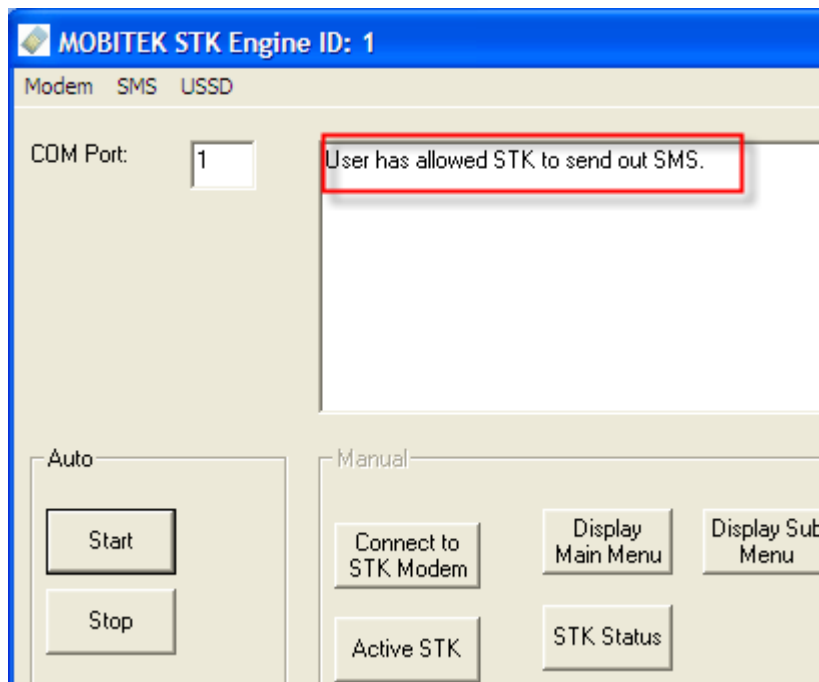 MOBITEK STK Engine ID: 1
Modem SMS USSD
COM Port:
1
User has allowed STK to send out SMS.
Auto
Manual
Start
Stop
Connect to
STK Modem
Display
Main Menu
Display Sub
Menu
Active STK
STK Status